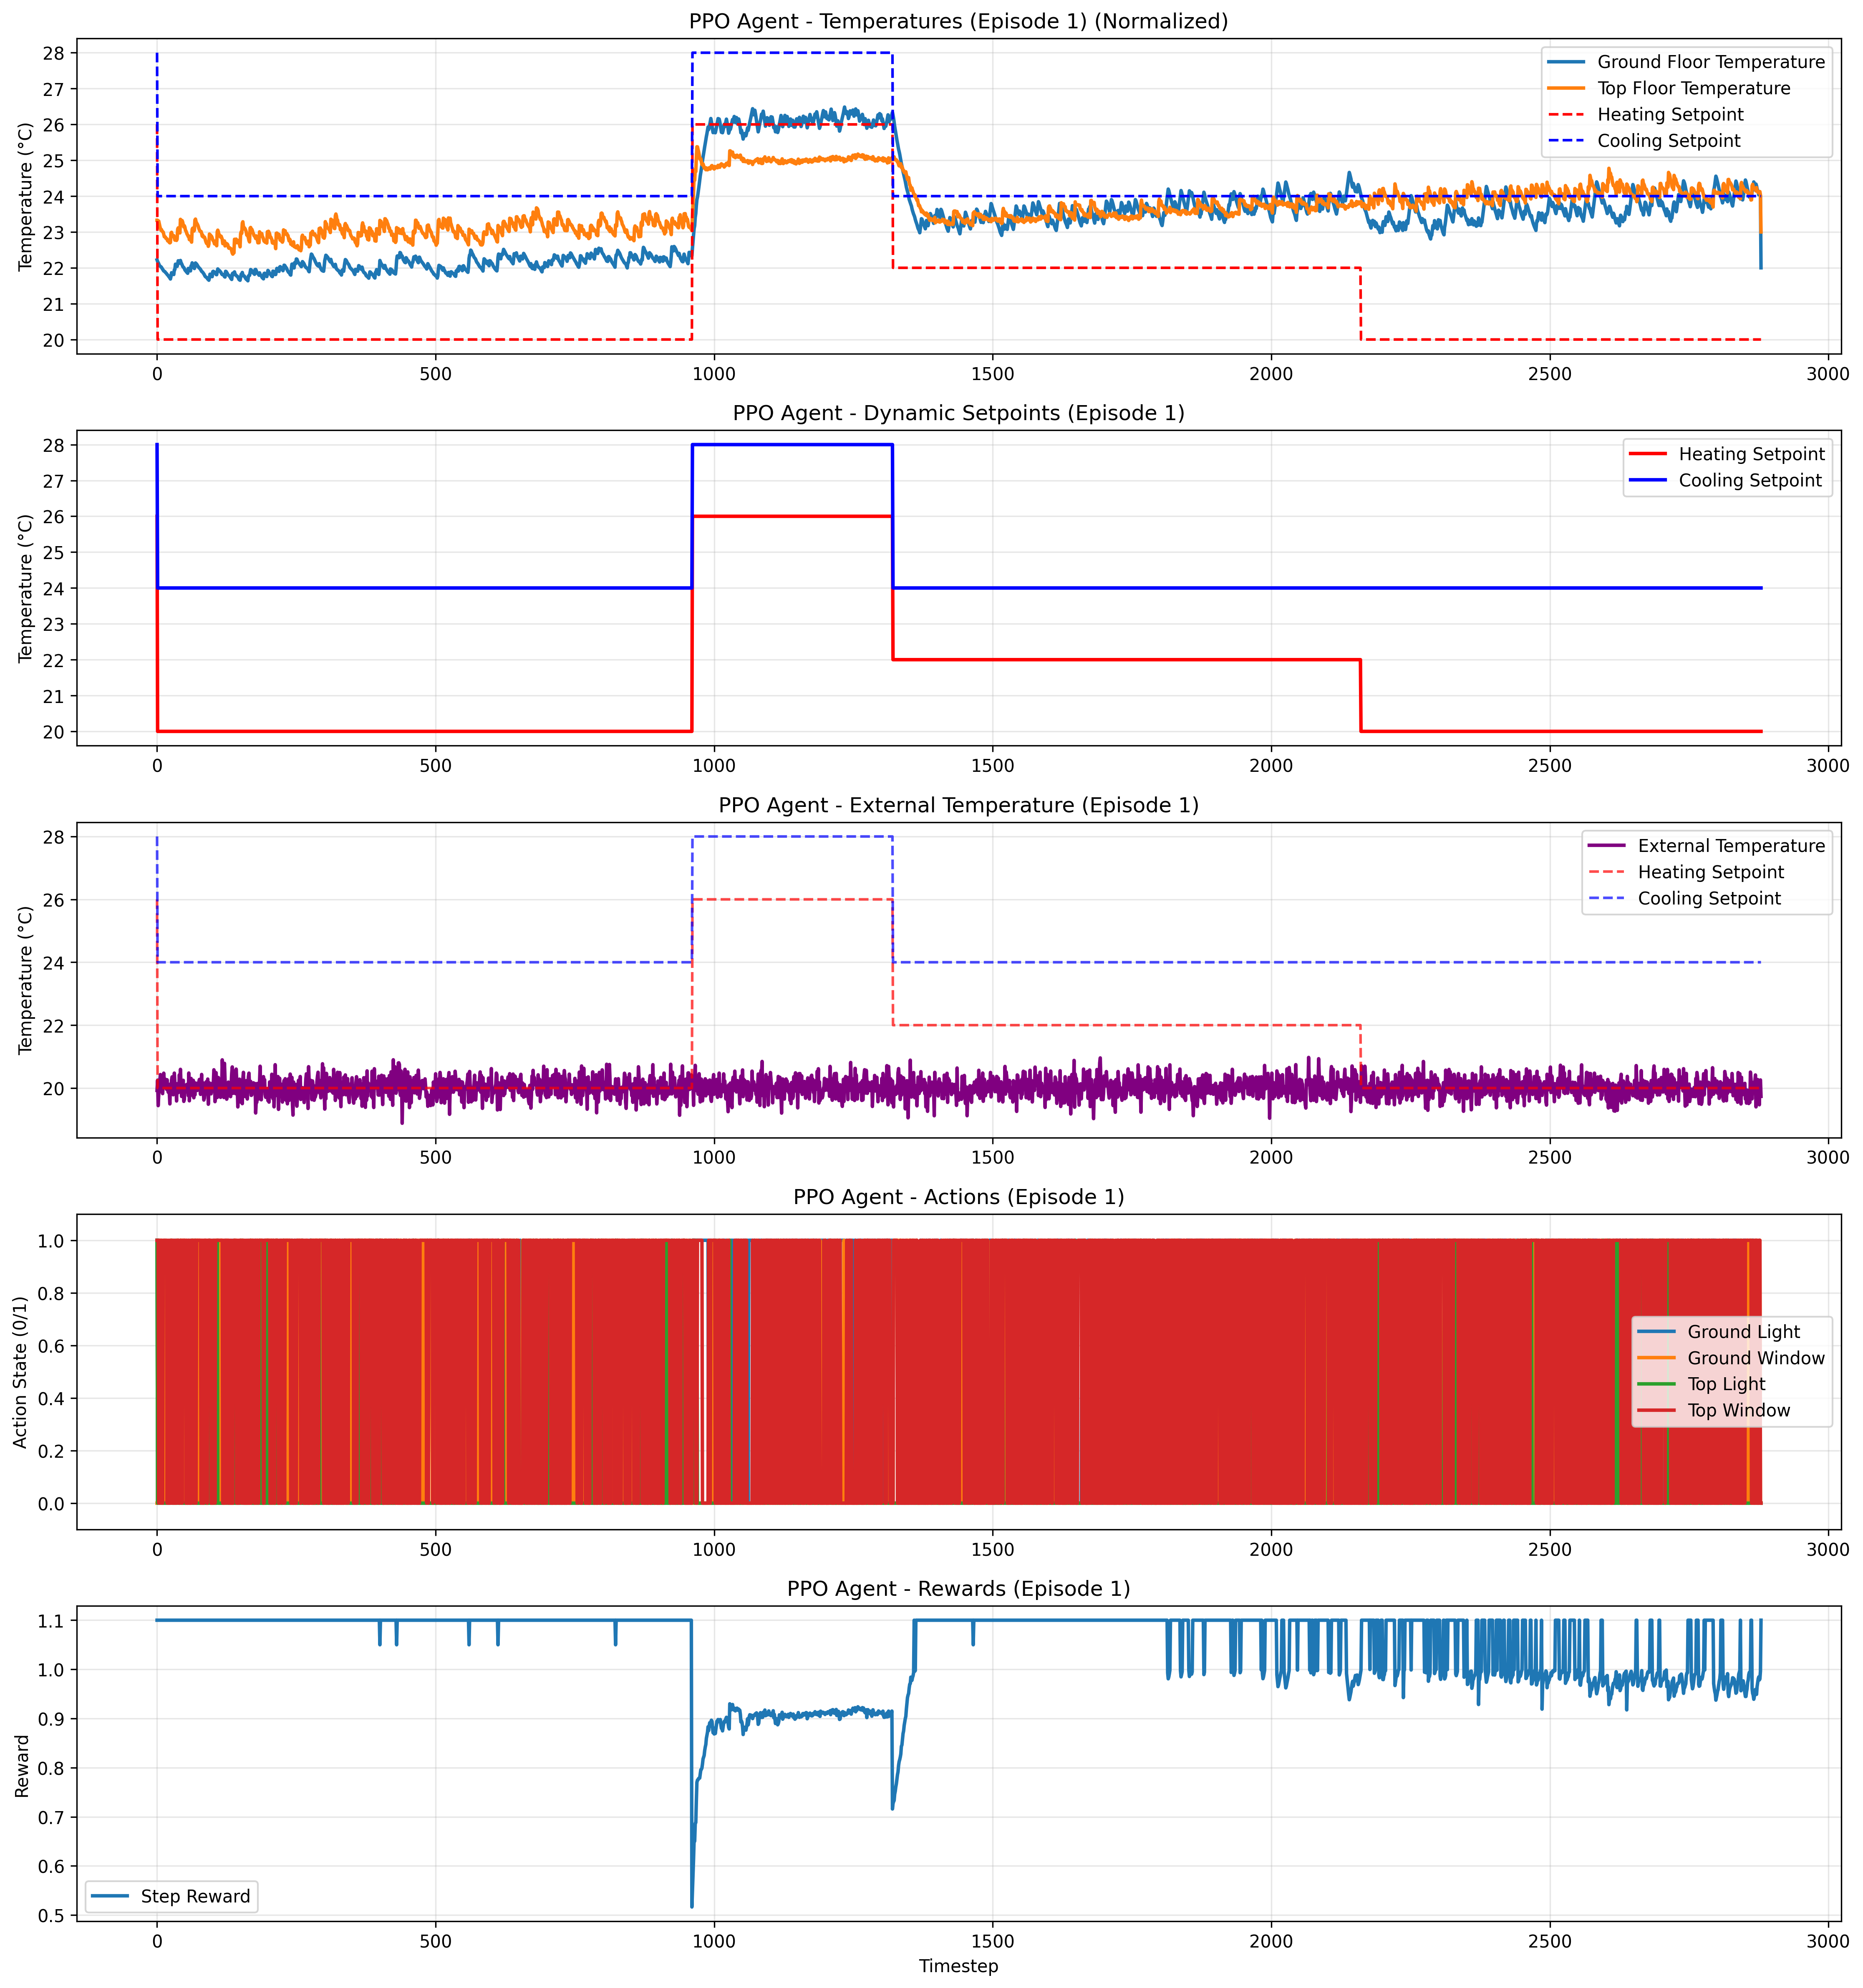 PPO Agent - Temperatures (Episode 1) (Normalized)
Temperature (°C)
28
27
26
25
24
23
22
21
20
Ground Floor Temperature
Top Floor Temperature
Heating Setpoint
Cooling Setpoint
0 500 1000 1500 2000 2500 3000
PPO Agent - Dynamic Setpoints (Episode 1)
Temperature (°C)
28
27
26
25
24
23
22
21
20
Heating Setpoint
Cooling Setpoint
0 500 1000 1500 2000 2500 3000
PPO Agent - External Temperature (Episode 1)
Temperature (°C)
28
26
24
22
20
External Temperature
Heating Setpoint
Cooling Setpoint
0 500 1000 1500 2000 2500 3000
PPO Agent - Actions (Episode 1)
Action State (0/1)
1.0
0.8
0.6
0.4
0.2
0.0
Ground Light
Ground Window
Top Light
Top Window
0 500 1000 1500 2000 2500 3000
PPO Agent - Rewards (Episode 1)
Reward
1.1
1.0
0.9
0.8
0.7
0.6
0.5
Step Reward
0 500 1000 1500 2000 2500 3000
Timestep